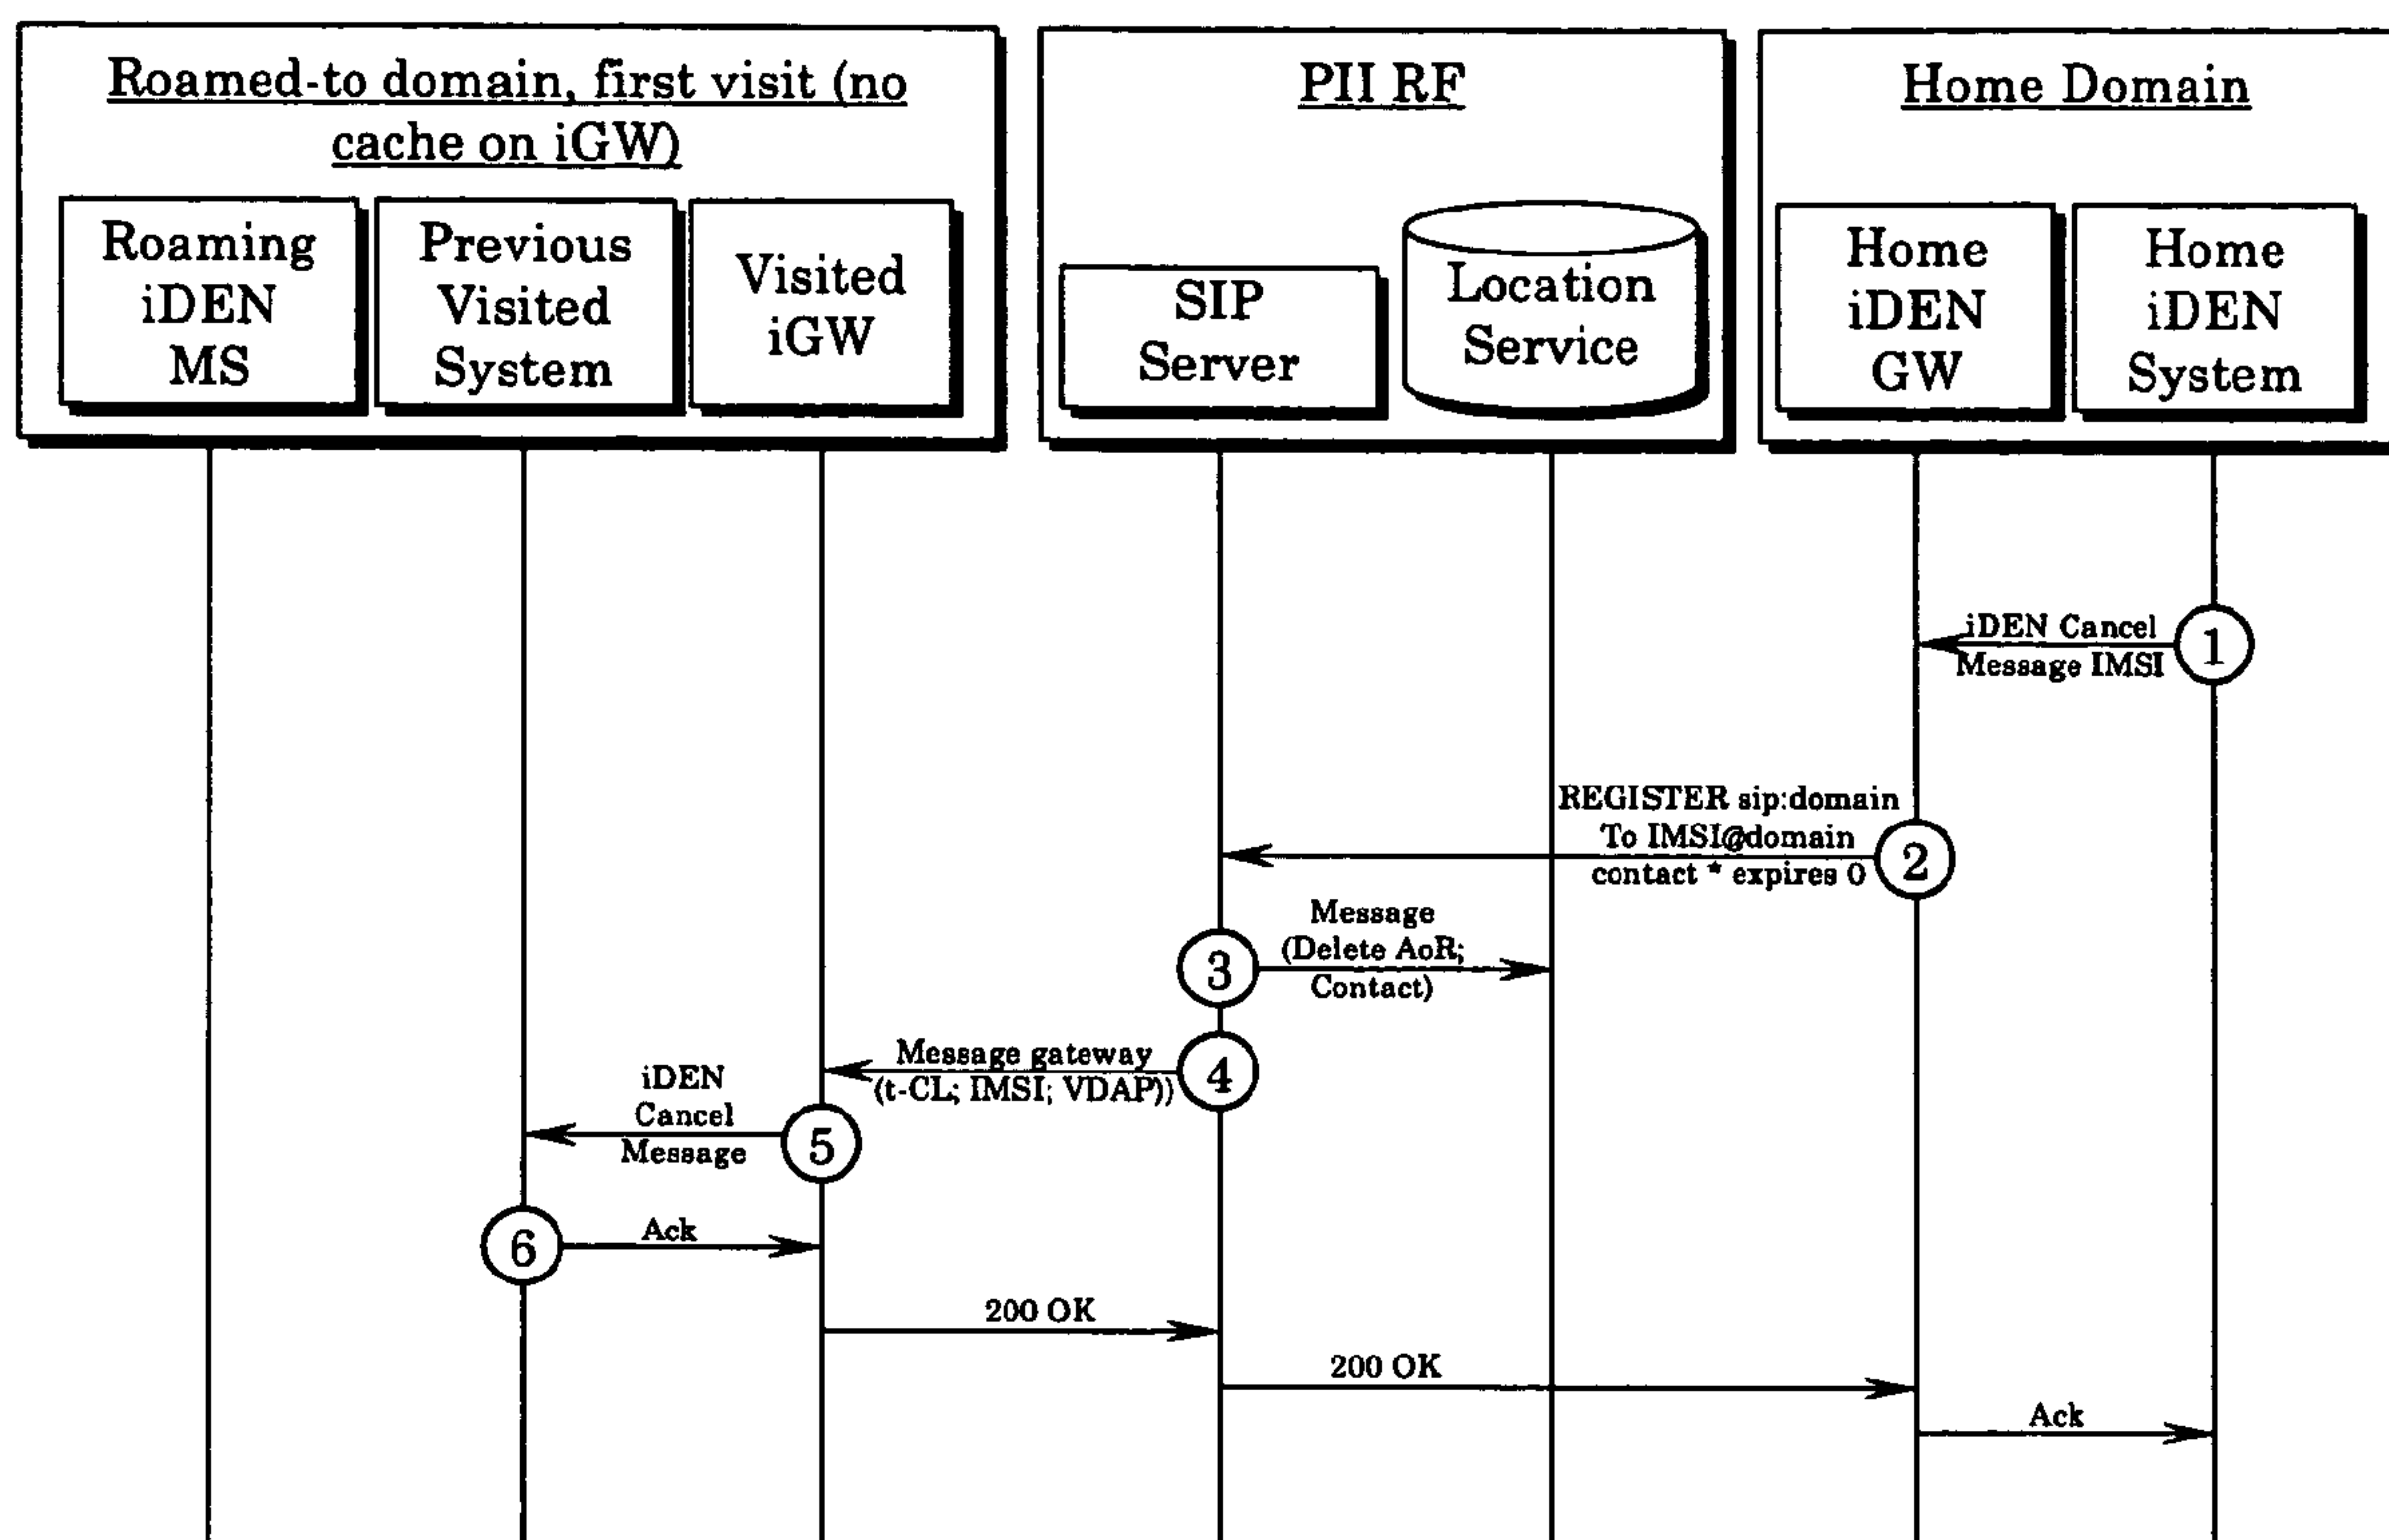 Roamed-to domain, first visit (no
cache on iGW)
Roaming
iDEN
MS
Previous
Visited
System
Visited
iGW
PII RF
SIP
Server
Location
Service
Home Domain
Home
iDEN
GW
Home
iDEN
System
iDEN Cancel
Message IMSI
1
REGISTER sip:domain
To IMSI@domain
contact * expires 0
2
Message
(Delete AoR;
Contact)
3
Message gateway
(t-CL; IMSI; VDAP))
4
iDEN
Cancel
Message
5
6
Ack
200 OK
200 OK
Ack